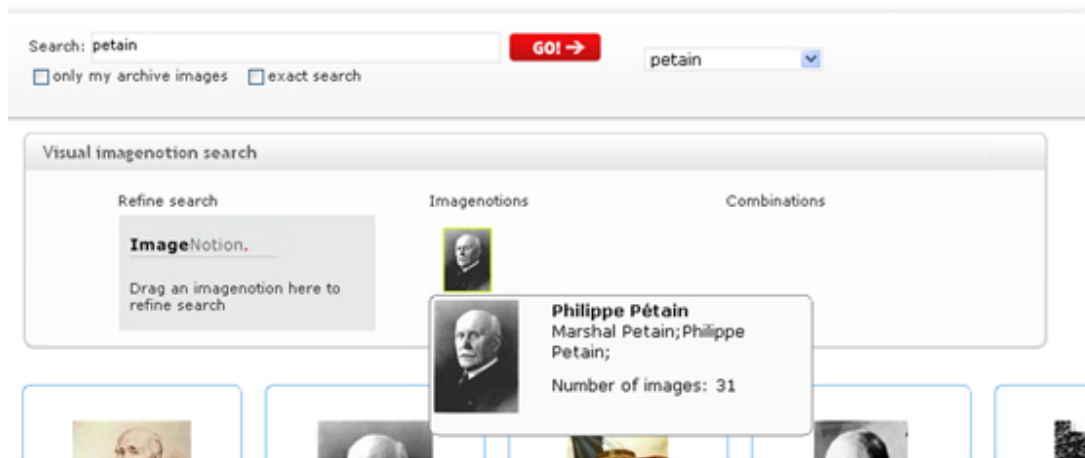 Search: petain
GO!
petain
only my archive images
exact search
Visual imagenotion search
Refine search
Imagenotions
Combinations
ImageNotion.
Drag an imagenotion here to
refine search
Philippe Pétain
Marshal Petain;Philippe
Petain;
Number of images: 31